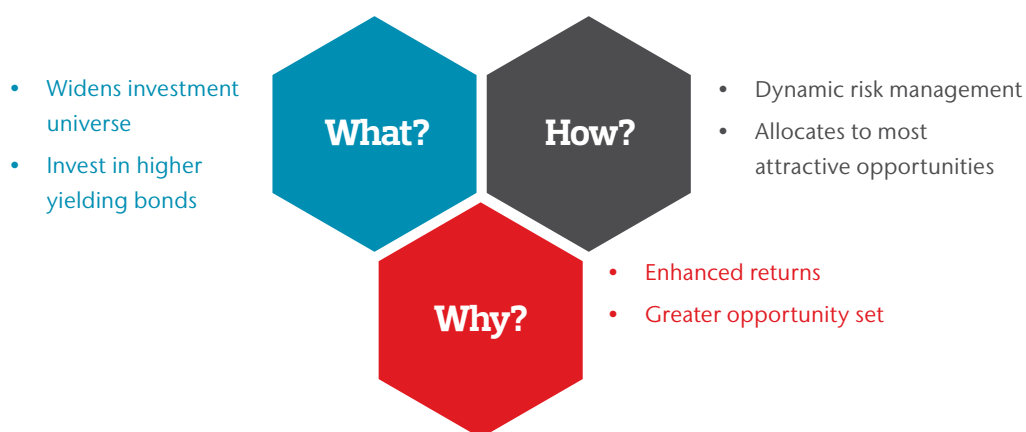 What?
• Widens investment
universe
• Invest in higher
yielding bonds
How?
• Dynamic risk management
• Allocates to most
attractive opportunities
Why?
• Enhanced returns
• Greater opportunity set